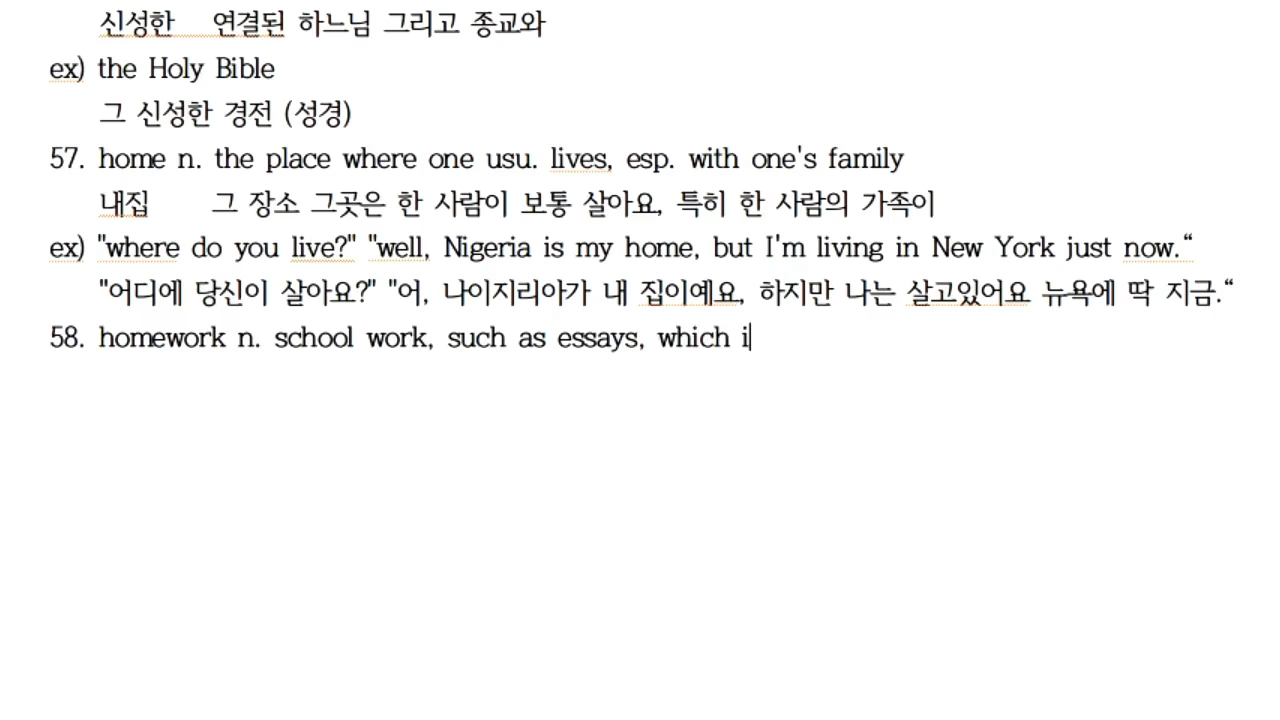 신성한 연결된 하느님 그리고 종교와
ex) the Holy Bible
그 신성한 경전 (성경)
57. home n. the place where one usu. lives, esp. with one's family
내집 그 장소 그곳은 한 사람이 보통 살아요, 특히 한 사람의 가족이
ex) "where do you live?" "well, Nigeria is my home, but I'm living in New York just now.“
"어디에 당신이 살아요?" "어, 나이지리아가 내 집이예요, 하지만 나는 살고있어요 뉴욕에 딱 지금.“
58. homework n. school work, such as essays, which i